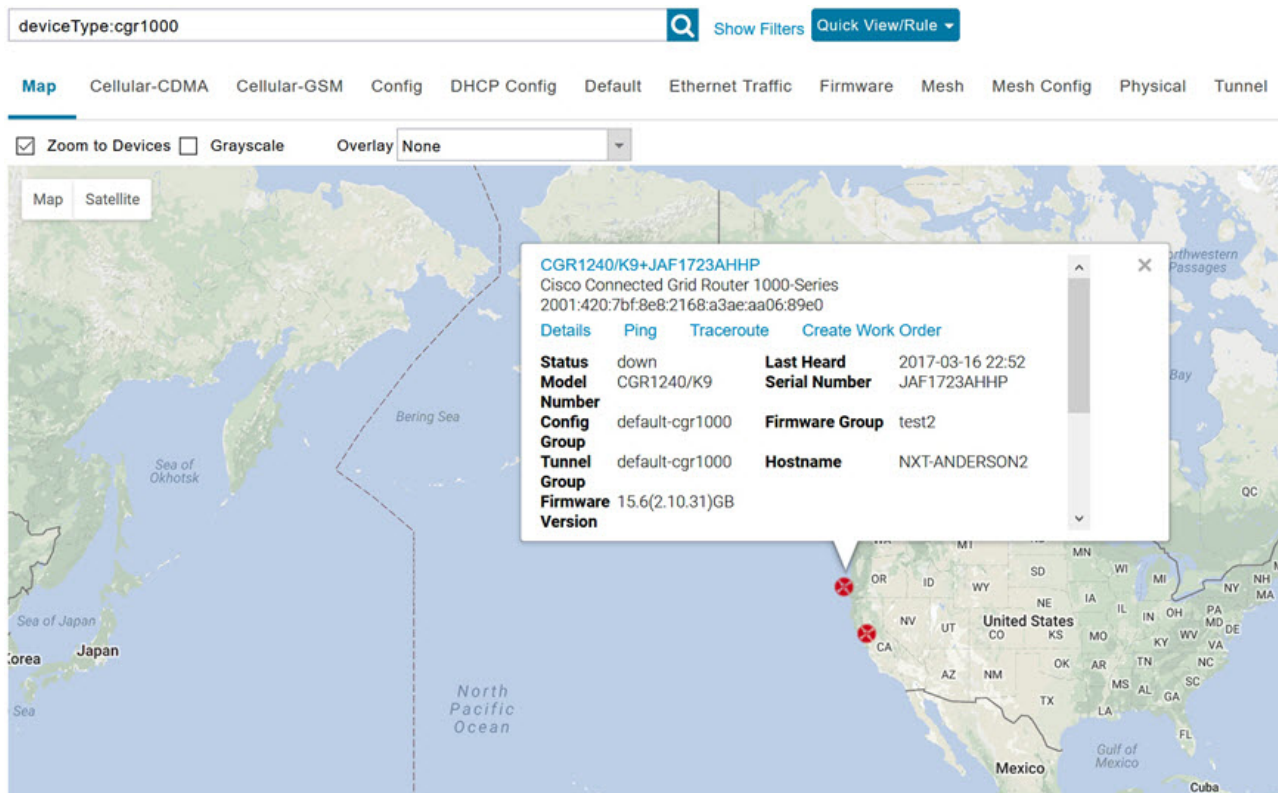 deviceType:cgr1000
Show Filters
Quick View/Rule
Map Cellular-CDMA Cellular-GSM Config DHCP Config Default Ethernet Traffic Firmware Mesh Mesh Config Physical Tunnel
Zoom to Devices Grayscale Overlay None
Map Satellite
CGR1240/K9+JAF1723AHHP
Cisco Connected Grid Router 1000-Series
2001:420:7bf:8e8:2168:a3ae:aa06:89e0
Details Ping Traceroute Create Work Order
Status down Last Heard 2017-03-16 22:52
Model CGR1240/K9 Serial Number JAF1723AHHP
Number
Config default-cgr1000 Firmware Group test2
Group
Tunnel default-cgr1000 Hostname NXT-ANDERSON2
Group
Firmware 15.6(2.10.31)GB
Version
Passages
Bay
Bering Sea
Sea of
Okhotsk
QC
MN
WI
MI
NY
NH
MA
OR
ID
WY
SD
NE
IA
IL
IN
OH
PA
MD
DE
NV
UT
United States
CO
KS
MO
KY
WV
VA
CA
AZ
NM
OK
AR
TN
NC
MS
AL
GA
SC
TX
LA
FL
Sea of Japan
Japan
Sea
North
Pacific
Ocean
Gulf of
Mexico
Mexico
Cuba